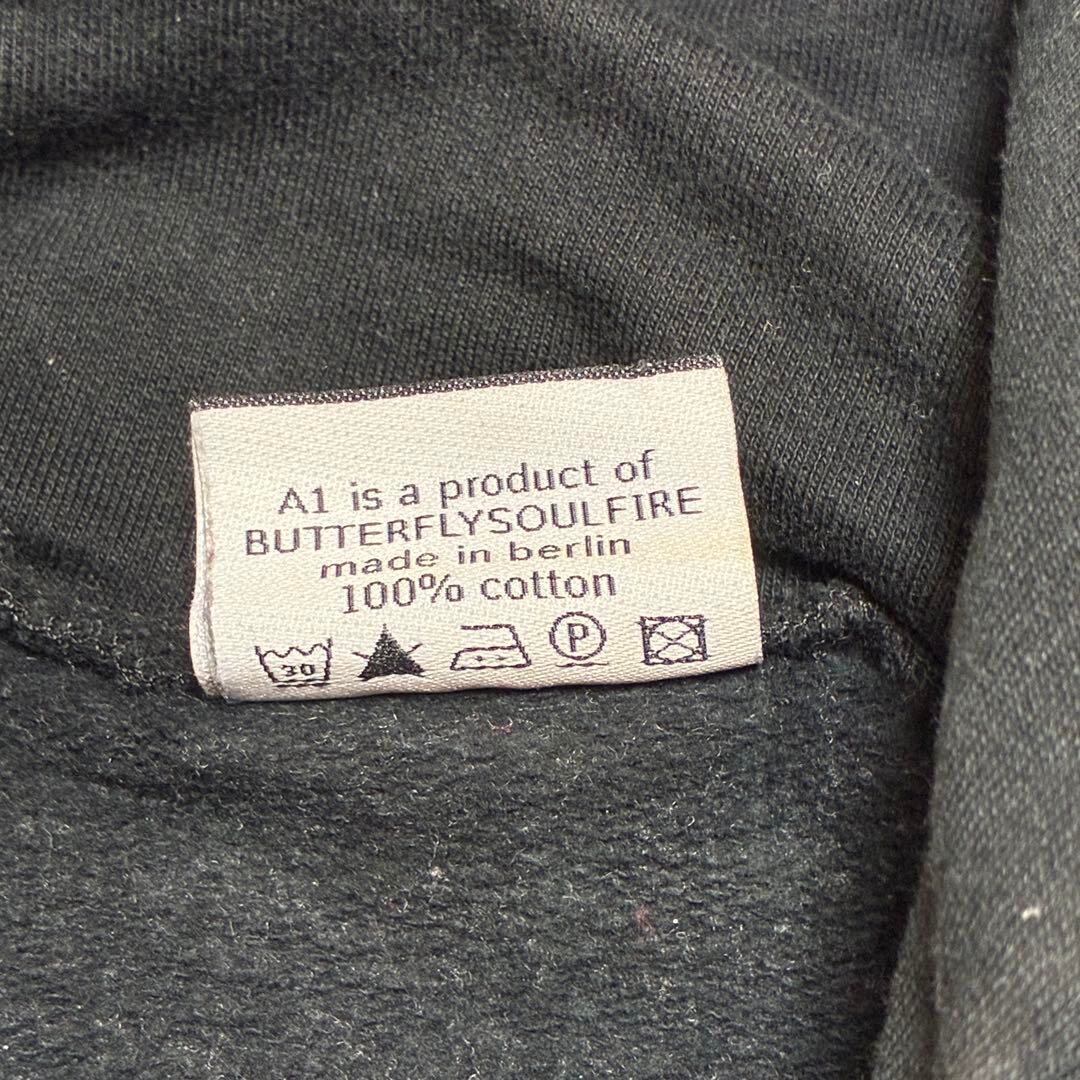 A1 is a product of
BUTTERFLYSOULFIRE
made in berlin
100% cotton
30 P